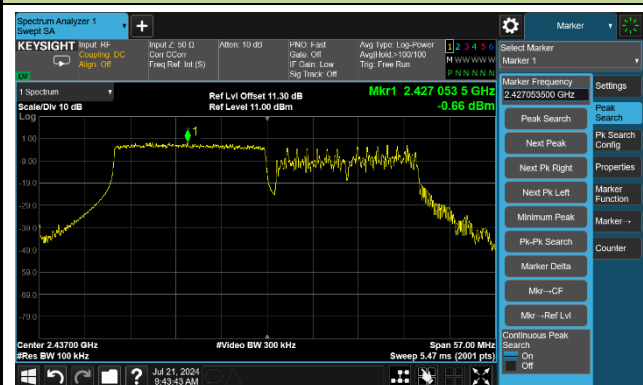 Spectrum Analyzer 1
Swept SA
Marker
KEYSIGHT
Input: RF
Coupling: DC
Align: Off
Input Z: 50 Ω
Corr CCorr
Freq Ref: Int (S)
Atten: 10 dB
PNO: Fast
Gate: Off
IF Gain: Low
Sig Track: Off
Avg Type: Log-Power
Avg|Hold:>100/100
Trig: Free Run
1 2 3 4 5 6
M W W W W W
P N N N N N
LXI
Select Marker
Marker 1
1 Spectrum
Scale/Div 10 dB
Log
Ref Lvl Offset 11.30 dB
Ref Level 11.00 dBm
Mkr1 2.427 053 5 GHz
-0.66 dBm
1
1.00
-9.00
-19.0
-29.0
-39.0
-49.0
-59.0
-69.0
-79.0
Center 2.43700 GHz
#Res BW 100 kHz
#Video BW 300 kHz
Span 57.00 MHz
Sweep 5.47 ms (2001 pts)
Marker Frequency
2.427053500 GHz
Peak Search
Next Peak
Next Pk Right
Next Pk Left
Minimum Peak
Pk-Pk Search
Marker Delta
Mkr→CF
Mkr→Ref Lvl
Continuous Peak
Search
On
Off
Settings
Peak
Search
Pk Search
Config
Properties
Marker
Function
Marker→
Counter
Jul 21, 2024
9:43:43 AM